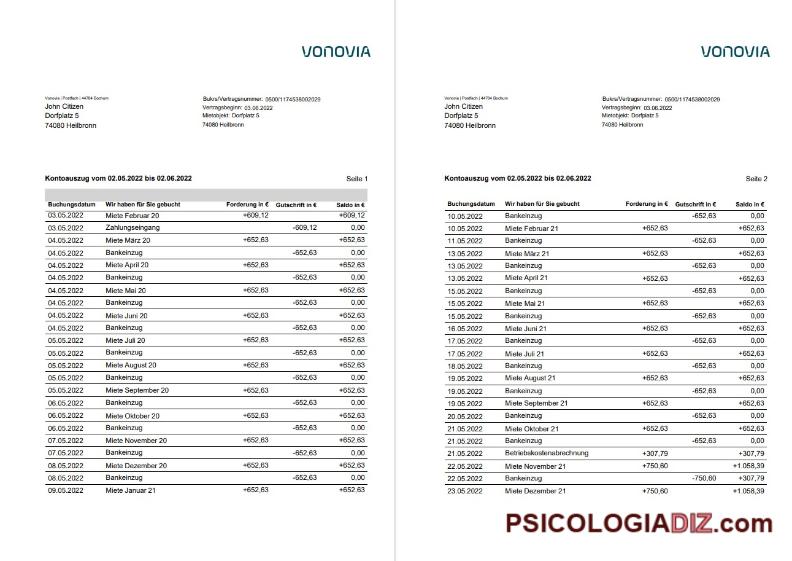 VONOVIA
Vonovia | Postfach | 44784 Bochum
John Citizen
Dorfplatz 5
74080 Heilbronn
Bukrs/Vertragsnummer: 0500/1174538002029
Vertragsbeginn: 03.06.2022
Mietobjekt: Dorfplatz 5
74080 Heilbronn
Kontoauszug vom 02.05.2022 bis 02.06.2022 Seite 1
Buchungsdatum Wir haben für Sie gebucht Forderung in € Gutschrift in € Saldo in €
03.05.2022 Miete Februar 20 +609,12 +609,12
03.05.2022 Zahlungseingang -609,12 0,00
04.05.2022 Miete März 20 +652,63 +652,63
04.05.2022 Bankeinzug -652,63 0,00
04.05.2022 Miete April 20 +652,63 +652,63
04.05.2022 Bankeinzug -652,63 0,00
04.05.2022 Miete Mai 20 +652,63 +652,63
04.05.2022 Bankeinzug -652,63 0,00
04.05.2022 Miete Juni 20 +652,63 +652,63
04.05.2022 Bankeinzug -652,63 0,00
05.05.2022 Miete Juli 20 +652,63 +652,63
05.05.2022 Bankeinzug -652,63 0,00
05.05.2022 Miete August 20 +652,63 +652,63
05.05.2022 Bankeinzug -652,63 0,00
05.05.2022 Miete September 20 +652,63 +652,63
06.05.2022 Bankeinzug -652,63 0,00
06.05.2022 Miete Oktober 20 +652,63 +652,63
06.05.2022 Bankeinzug -652,63 0,00
07.05.2022 Miete November 20 +652,63 +652,63
07.05.2022 Bankeinzug -652,63 0,00
08.05.2022 Miete Dezember 20 +652,63 +652,63
08.05.2022 Bankeinzug -652,63 0,00
09.05.2022 Miete Januar 21 +652,63 +652,63
VONOVIA
Vonovia | Postfach | 44784 Bochum
John Citizen
Dorfplatz 5
74080 Heilbronn
Bukrs/Vertragsnummer: 0500/1174538002029
Vertragsbeginn: 03.06.2022
Mietobjekt: Dorfplatz 5
74080 Heilbronn
Kontoauszug vom 02.05.2022 bis 02.06.2022 Seite 2
Buchungsdatum Wir haben für Sie gebucht Forderung in € Gutschrift in € Saldo in €
10.05.2022 Bankeinzug -652,63 0,00
10.05.2022 Miete Februar 21 +652,63 +652,63
11.05.2022 Bankeinzug -652,63 0,00
13.05.2022 Miete März 21 +652,63 +652,63
13.05.2022 Bankeinzug -652,63 0,00
13.05.2022 Miete April 21 +652,63 +652,63
15.05.2022 Bankeinzug -652,63 0,00
15.05.2022 Miete Mai 21 +652,63 +652,63
15.05.2022 Bankeinzug -652,63 0,00
16.05.2022 Miete Juni 21 +652,63 +652,63
17.05.2022 Bankeinzug -652,63 0,00
17.05.2022 Miete Juli 21 +652,63 +652,63
18.05.2022 Bankeinzug -652,63 0,00
19.05.2022 Miete August 21 +652,63 +652,63
19.05.2022 Bankeinzug -652,63 0,00
19.05.2022 Miete September 21 +652,63 +652,63
20.05.2022 Bankeinzug -652,63 0,00
21.05.2022 Miete Oktober 21 +652,63 +652,63
21.05.2022 Bankeinzug -652,63 0,00
21.05.2022 Betriebskostenabrechnung +307,79 +307,79
22.05.2022 Miete November 21 +750,60 +1.058,39
22.05.2022 Bankeinzug -750,60 +307,79
23.05.2022 Miete Dezember 21 +750,60 +1.058,39
PSICOLOGIADIZ.com